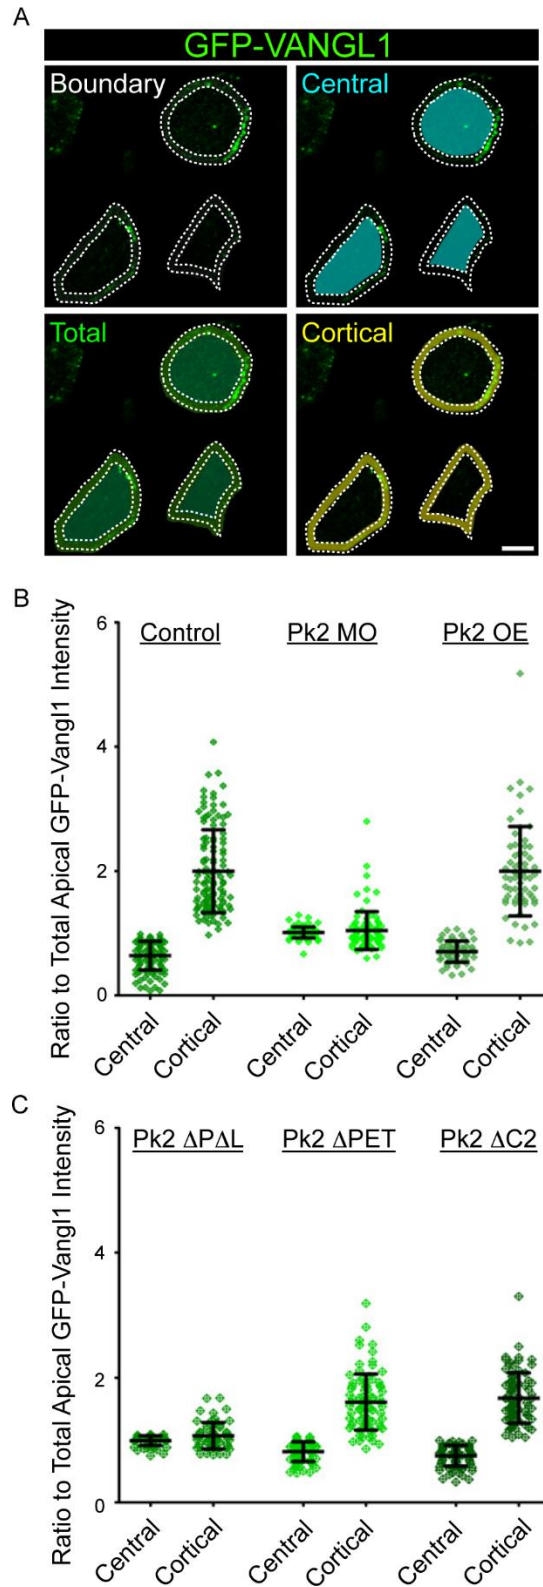 A
GFP-VANGL1
Boundary
Central
Total
Cortical
B
Ratio to Total Apical GFP-Vangl1 Intensity
6
4
2
0
Control
Pk2 MO
Pk2 OE
Central
Cortical
Central
Cortical
Central
Cortical
C
Ratio to Total Apical GFP-Vangl1 Intensity
6
4
2
0
Pk2 ΔPΔL
Pk2 ΔPET
Pk2 ΔC2
Central
Cortical
Central
Cortical
Central
Cortical